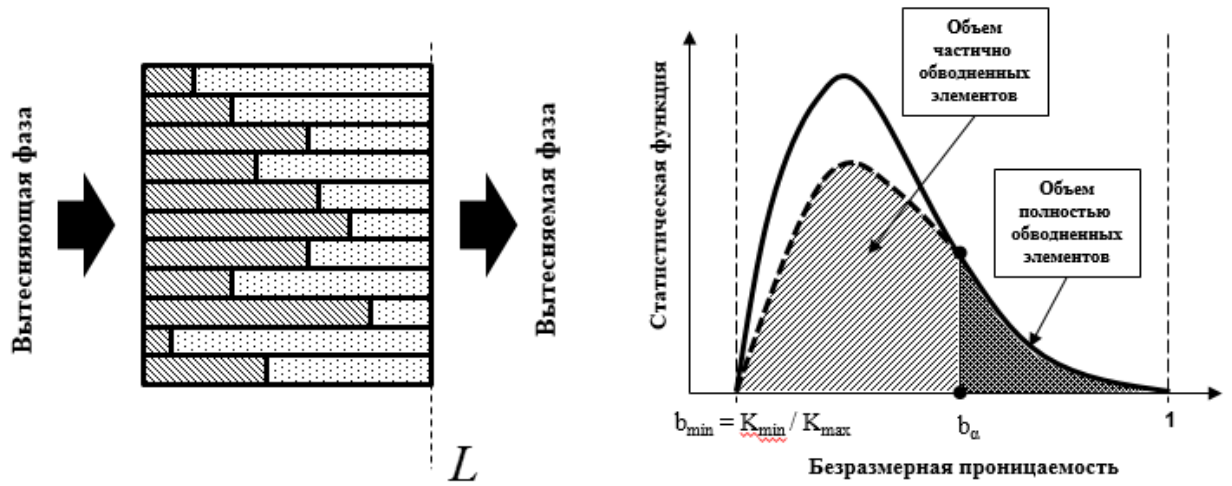 Вытесняющая фаза
Вытесняемая фаза
L
Статистическая функция
Объем
частично
обводненных
элементов
Объем
полностью
обводненных
элементов
b_min = K_min / K_max
b_α
1
Безразмерная проницаемость